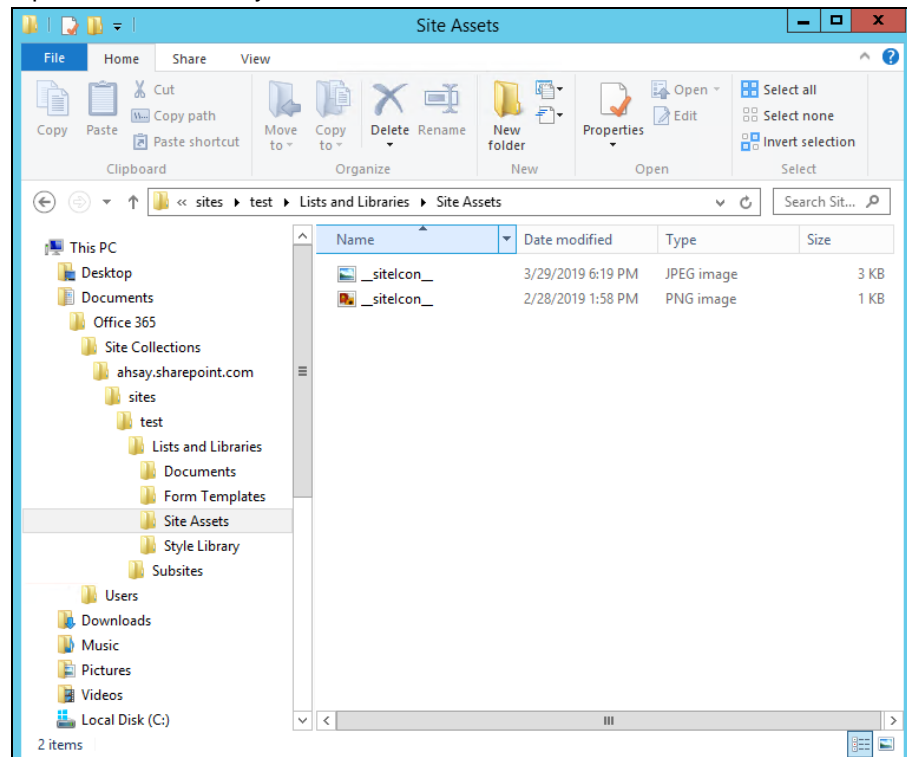 Site Assets
File Home Share View
Copy
Paste
Cut
Copy path
Paste shortcut
Clipboard
Move to
Copy to
Delete
Rename
Organize
New folder
New
Properties
Open
Edit
Open
Select all
Select none
Invert selection
Select
« sites ▸ test ▸ Lists and Libraries ▸ Site Assets
Search Sit...
This PC
Desktop
Documents
Office 365
Site Collections
ahsay.sharepoint.com
sites
test
Lists and Libraries
Documents
Form Templates
Site Assets
Style Library
Subsites
Users
Downloads
Music
Pictures
Videos
Local Disk (C:)
Name Date modified Type Size
__siteIcon__ 3/29/2019 6:19 PM JPEG image 3 KB
__siteIcon__ 2/28/2019 1:58 PM PNG image 1 KB
2 items